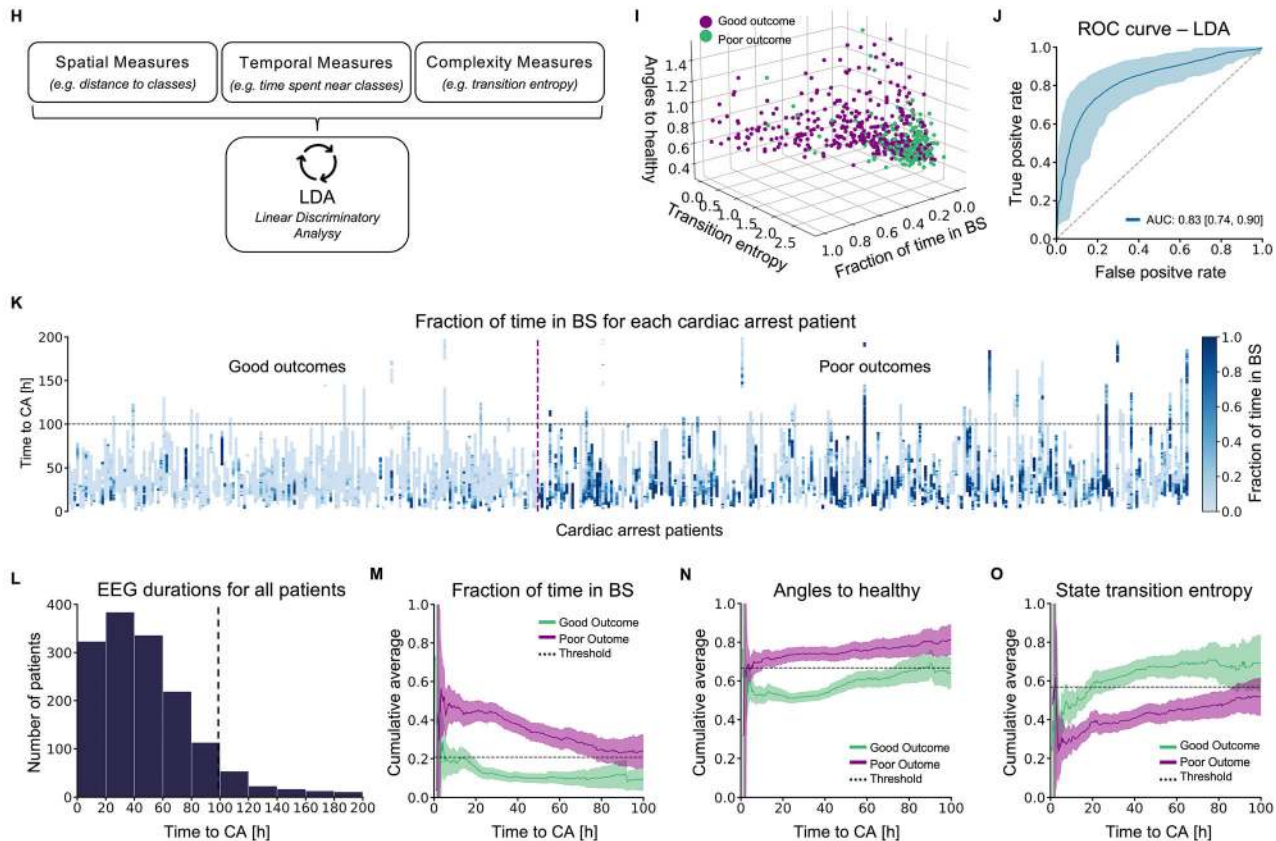 H
Spatial Measures
(e.g. distance to classes)
Temporal Measures
(e.g. time spent near classes)
Complexity Measures
(e.g. transition entropy)
LDA
Linear Discriminatory
Analysy
I
Good outcome
Poor outcome
Angles to healthy
1.4
1.2
1.0
0.8
0.6
0.4
Transition entropy
0.0
0.5
1.0
1.5
2.0
2.5
Fraction of time in BS
1.0
0.8
0.6
0.4
0.2
0.0
J
ROC curve – LDA
True positve rate
1.0
0.8
0.6
0.4
0.2
0.0
AUC: 0.83 [0.74, 0.90]
0.0 0.2 0.4 0.6 0.8 1.0
False positve rate
K
Fraction of time in BS for each cardiac arrest patient
Good outcomes
Poor outcomes
Time to CA [h]
200
150
100
50
0
Cardiac arrest patients
1.0
0.8
0.6
0.4
0.2
0.0
Fraction of time in BS
L
EEG durations for all patients
Number of patients
400
300
200
100
0
0 20 40 60 80 100 120 140 160 180 200
Time to CA [h]
M
Fraction of time in BS
Cumulative average
1.0
0.8
0.6
0.4
0.2
0.0
Good Outcome
Poor Outome
Threshold
0 20 40 60 80 100
Time to CA [h]
N
Angles to healthy
Cumulative average
1.0
0.8
0.6
0.4
0.2
0.0
Good Outcome
Poor Outcome
Threshold
0 20 40 60 80 100
Time to CA [h]
O
State transition entropy
Cumulative average
1.0
0.8
0.6
0.4
0.2
0.0
Good Outcome
Poor Outcome
Threshold
0 20 40 60 80 100
Time to CA [h]